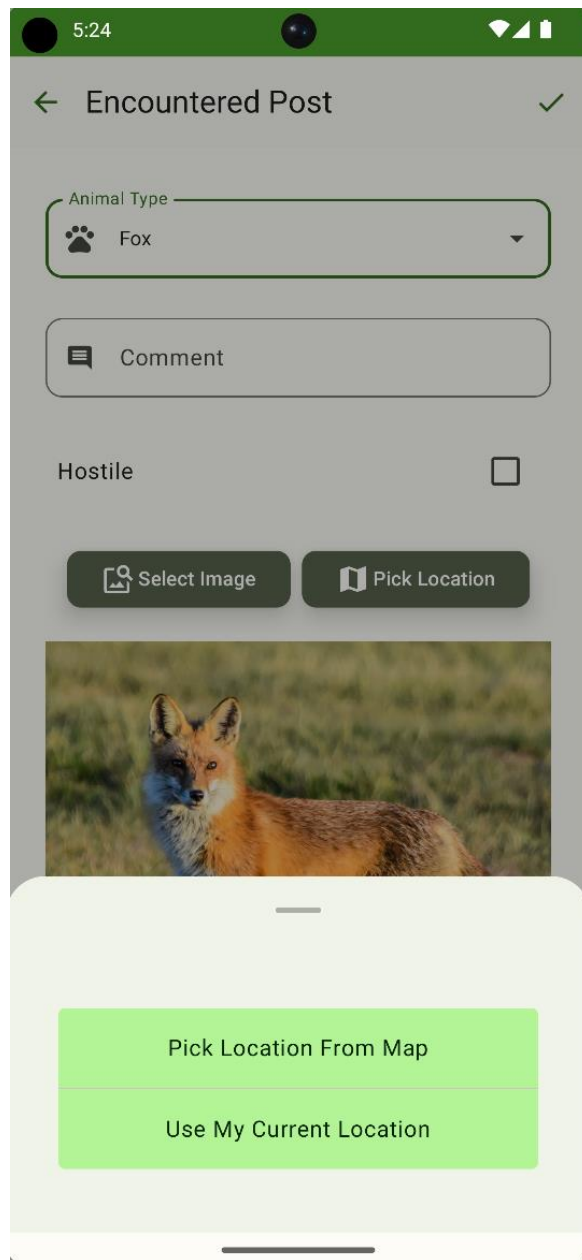 5:24
Encountered Post
Animal Type
Fox
Comment
Hostile
Select Image
Pick Location
Pick Location From Map
Use My Current Location